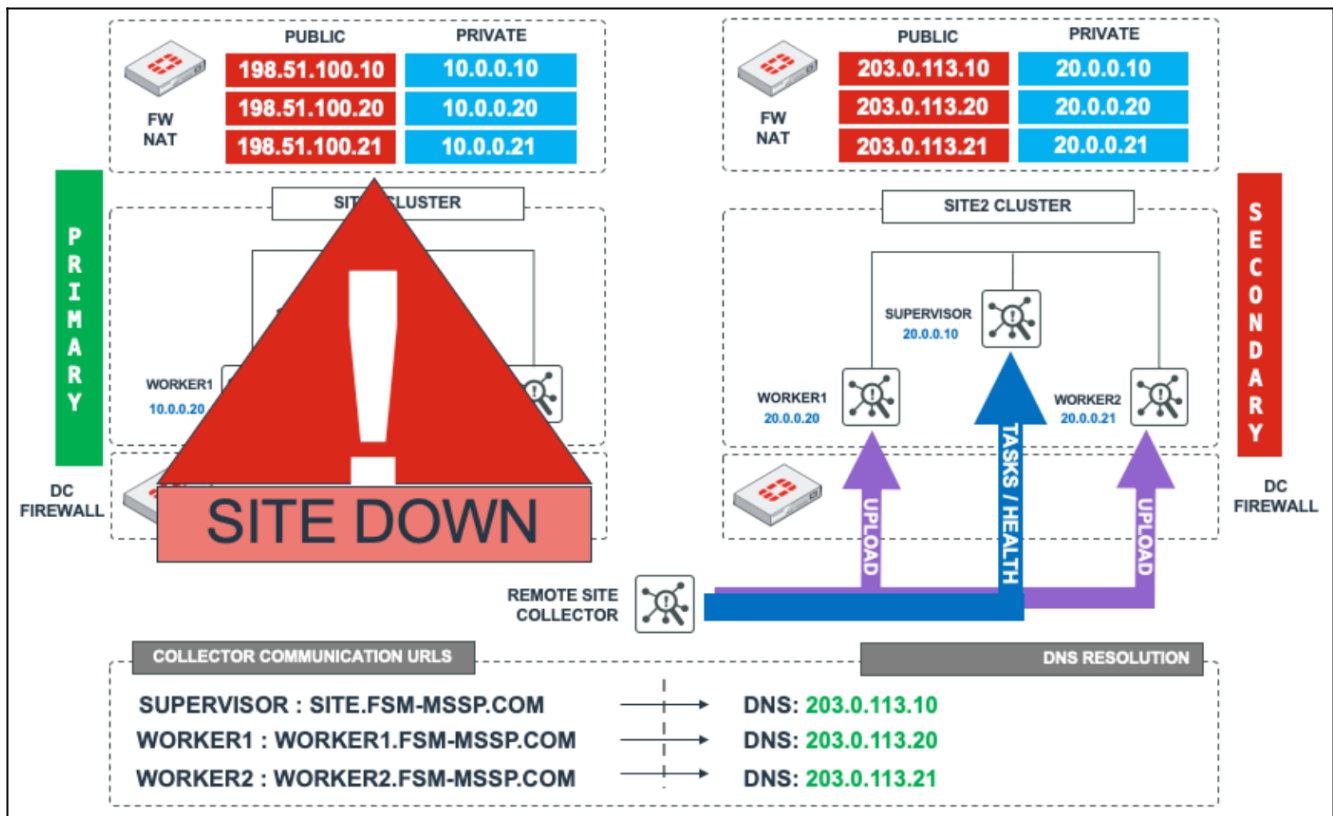 PUBLIC PRIVATE
198.51.100.10 10.0.0.10
198.51.100.20 10.0.0.20
198.51.100.21 10.0.0.21
FW
NAT
PUBLIC PRIVATE
203.0.113.10 20.0.0.10
203.0.113.20 20.0.0.20
203.0.113.21 20.0.0.21
FW
NAT
PRIMARY
CLUSTER
WORKER1
10.0.0.20
DC
FIREWALL
!
SITE DOWN
SITE2 CLUSTER
SUPERVISOR
20.0.0.10
WORKER1
20.0.0.20
WORKER2
20.0.0.21
UPLOAD
TASKS / HEALTH
UPLOAD
SECONDARY
DC
FIREWALL
REMOTE SITE
COLLECTOR
COLLECTOR COMMUNICATION URLS
DNS RESOLUTION
SUPERVISOR : SITE.FSM-MSSP.COM DNS: 203.0.113.10
WORKER1 : WORKER1.FSM-MSSP.COM DNS: 203.0.113.20
WORKER2 : WORKER2.FSM-MSSP.COM DNS: 203.0.113.21